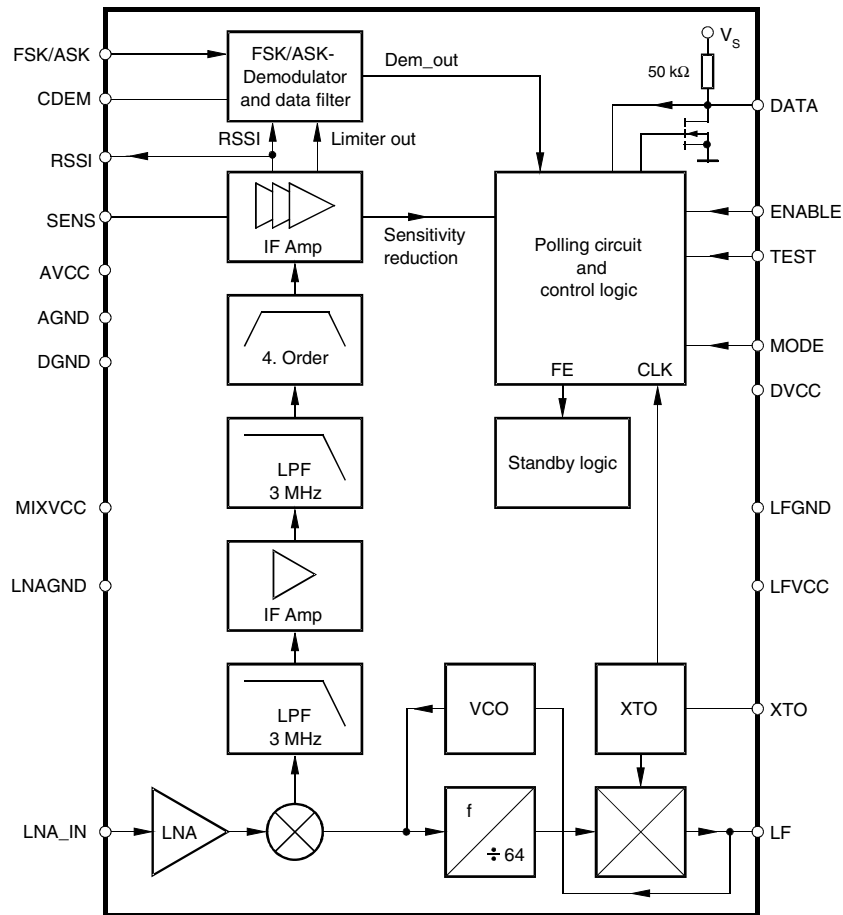 FSK/ASK
CDEM
RSSI
SENS
AVCC
AGND
DGND
MIXVCC
LNAGND
LNA_IN
FSK/ASK-
Demodulator
and data filter
Dem_out
RSSI
Limiter out
IF Amp
Sensitivity
reduction
4. Order
LPF
3 MHz
IF Amp
LPF
3 MHz
LNA
VS
50 kΩ
Polling circuit
and
control logic
FE
CLK
Standby logic
VCO
XTO
f
÷ 64
DATA
ENABLE
TEST
MODE
DVCC
LFGND
LFVCC
XTO
LF